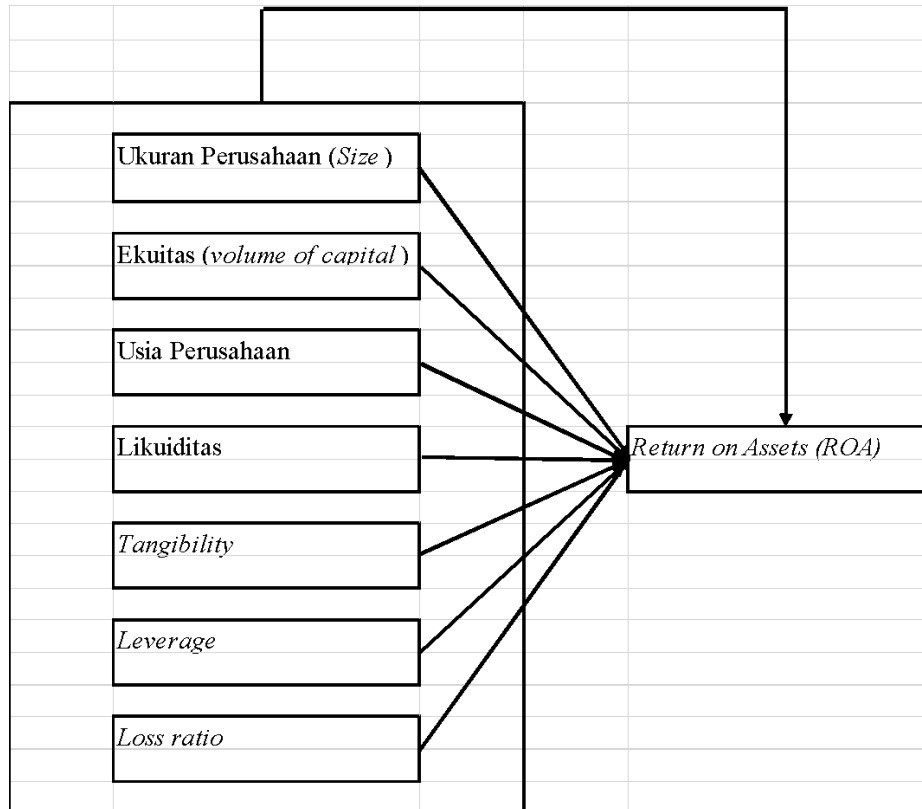 Ukuran Perusahaan (Size )
Ekuitas (volume of capital )
Usia Perusahaan
Likuiditas
Return on Assets (ROA)
Tangibility
Leverage
Loss ratio